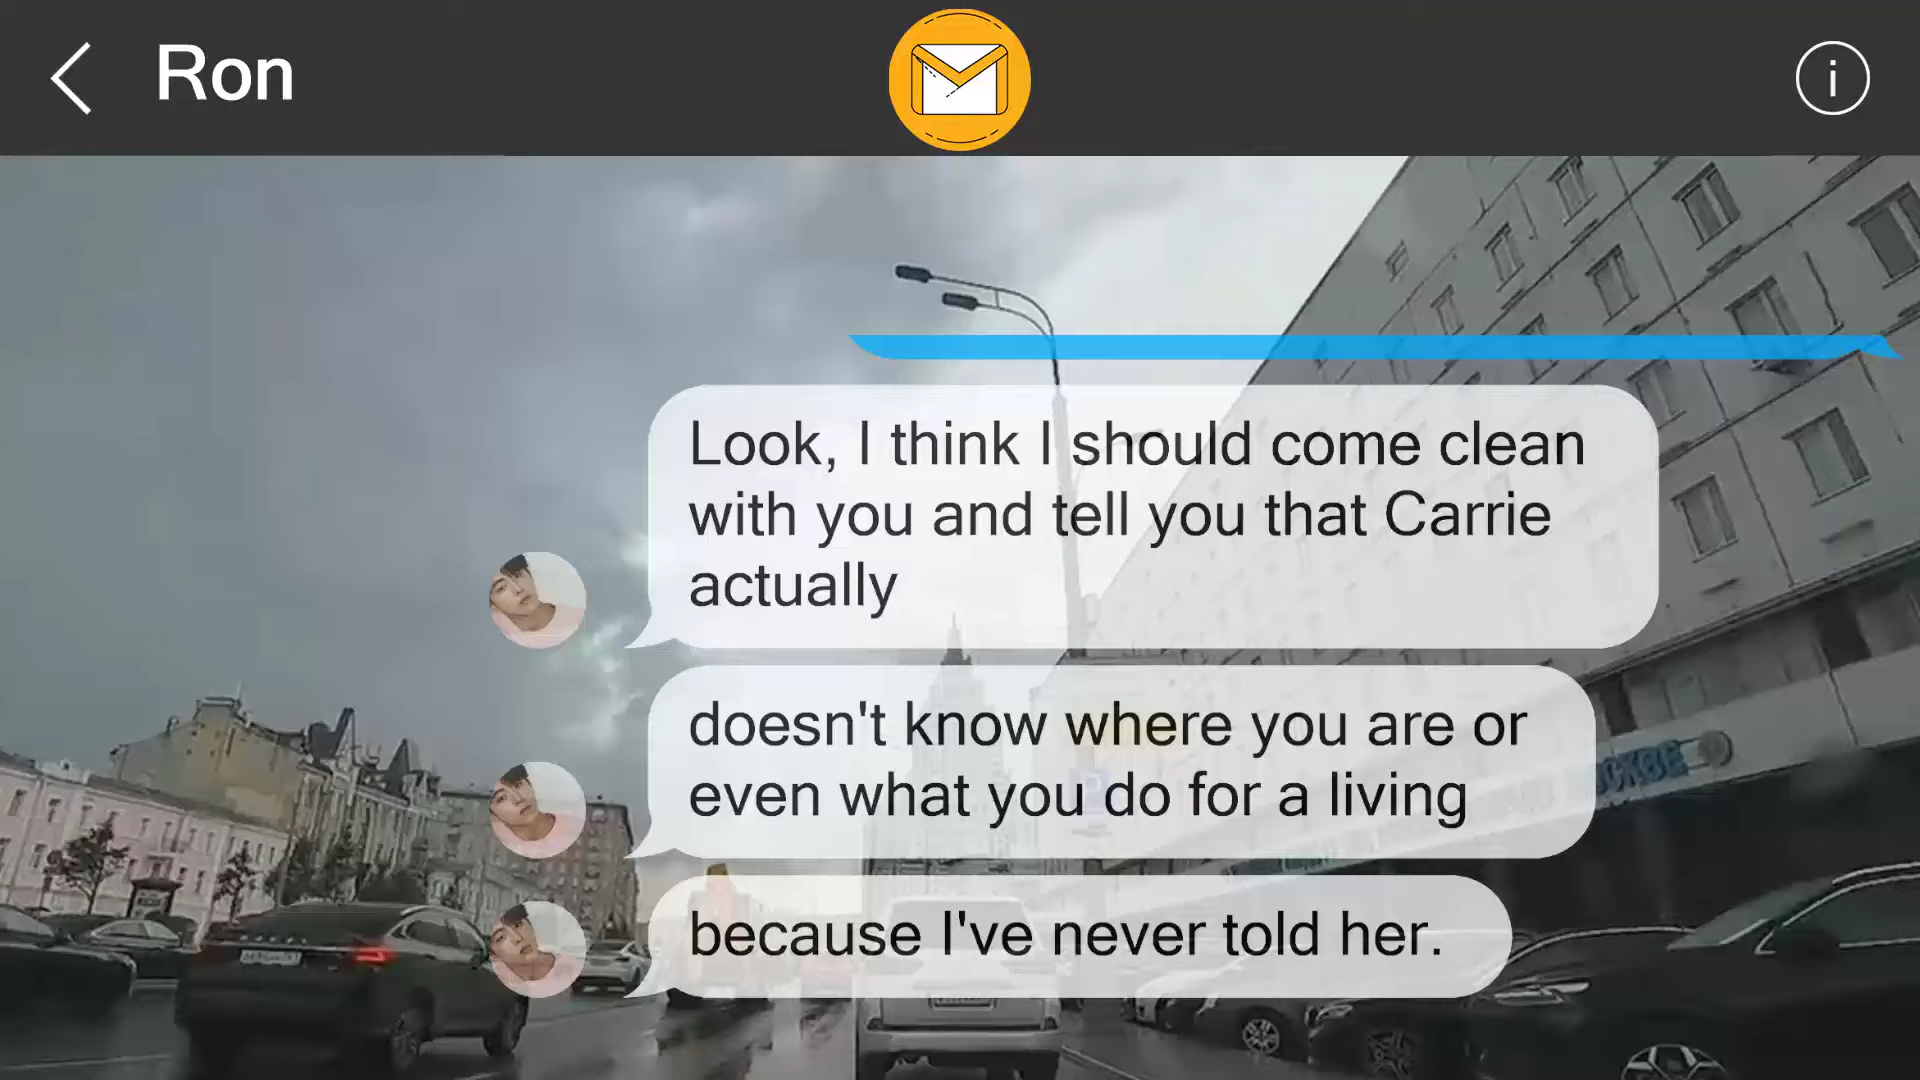 Ron
Look, I think I should come clean
with you and tell you that Carrie
actually
doesn't know where you are or
even what you do for a living
because I've never told her.